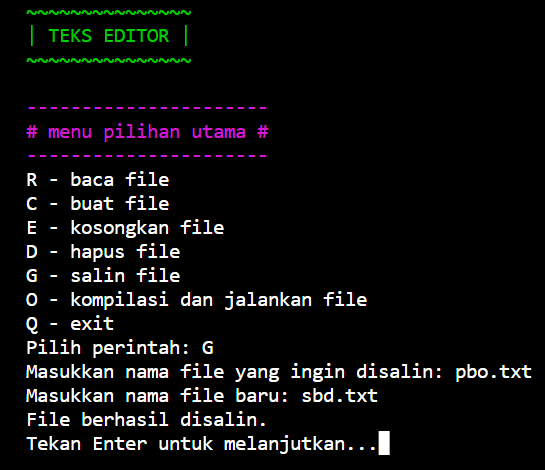 ~~~~~~~~~~~~~~~
| TEKS EDITOR |
~~~~~~~~~~~~~~~
----------------------
# menu pilihan utama #
----------------------
R - baca file
C - buat file
E - kosongkan file
D - hapus file
G - salin file
O - kompilasi dan jalankan file
Q - exit
Pilih perintah: G
Masukkan nama file yang ingin disalin: pbo.txt
Masukkan nama file baru: sbd.txt
File berhasil disalin.
Tekan Enter untuk melanjutkan...